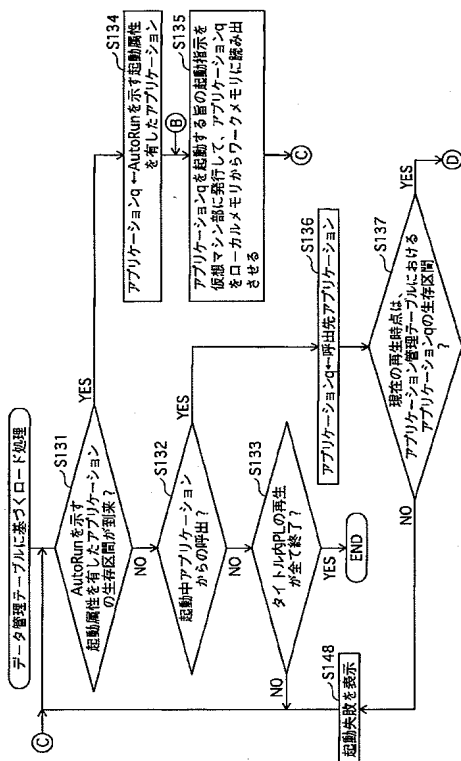 データ管理テーブルに基づくロード処理
C
S131
AutoRunを示す
起動属性を有したアプリケーション
の生存区間が到来?
YES
NO
S134
アプリケーションq←AutoRunを示す起動属性
を有したアプリケーション
B
S135
アプリケーションqを起動する旨の起動指示を
仮想マシン部に発行して、アプリケーションq
をローカルメモリからワークメモリに読み出
させる
C
S132
起動中アプリケーション
からの呼出?
YES
NO
S133
タイトル内PLの再生
が全て終了?
NO
YES
END
S136
アプリケーションq←呼出先アプリケーション
S137
現在の再生時点は、
アプリケーション管理テーブルにおける
アプリケーションqの生存区間
?
YES
D
NO
S148
起動失敗を表示